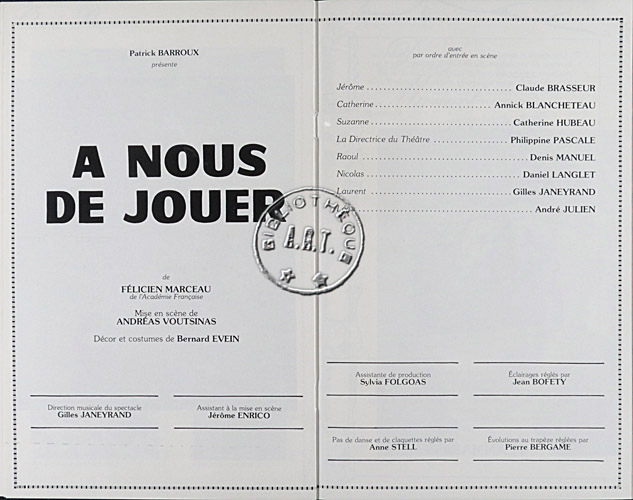 Patrick BARROUX
présente
A NOUS
DE JOUER
de
FÉLICIEN MARCEAU
de l'Académie Française
Mise en scène de
ANDRÉAS VOUTSINAS
Décor et costumes de Bernard EVEIN
Direction musicale du spectacle
Gilles JANEYRAND
Assistant à la mise en scène
Jérôme ENRICO
BIBLIOTHÈQUE
A.R.T.
avec
par ordre d'entrée en scène
Jérôme ................................ Claude BRASSEUR
Catherine ............................ Annick BLANCHETEAU
Suzanne .............................. Catherine HUBEAU
La Directrice du Théâtre ................ Philippine PASCALE
Raoul .................................. Denis MANUEL
Nicolas ................................ Daniel LANGLET
Laurent ................................ Gilles JANEYRAND
................................ André JULIEN
Assistante de production
Sylvia FOLGOAS
Éclairages réglés par
Jean BOFETY
Pas de danse et de claquettes réglés par
Anne STELL
Évolutions au trapèze réglées par
Pierre BERGAME